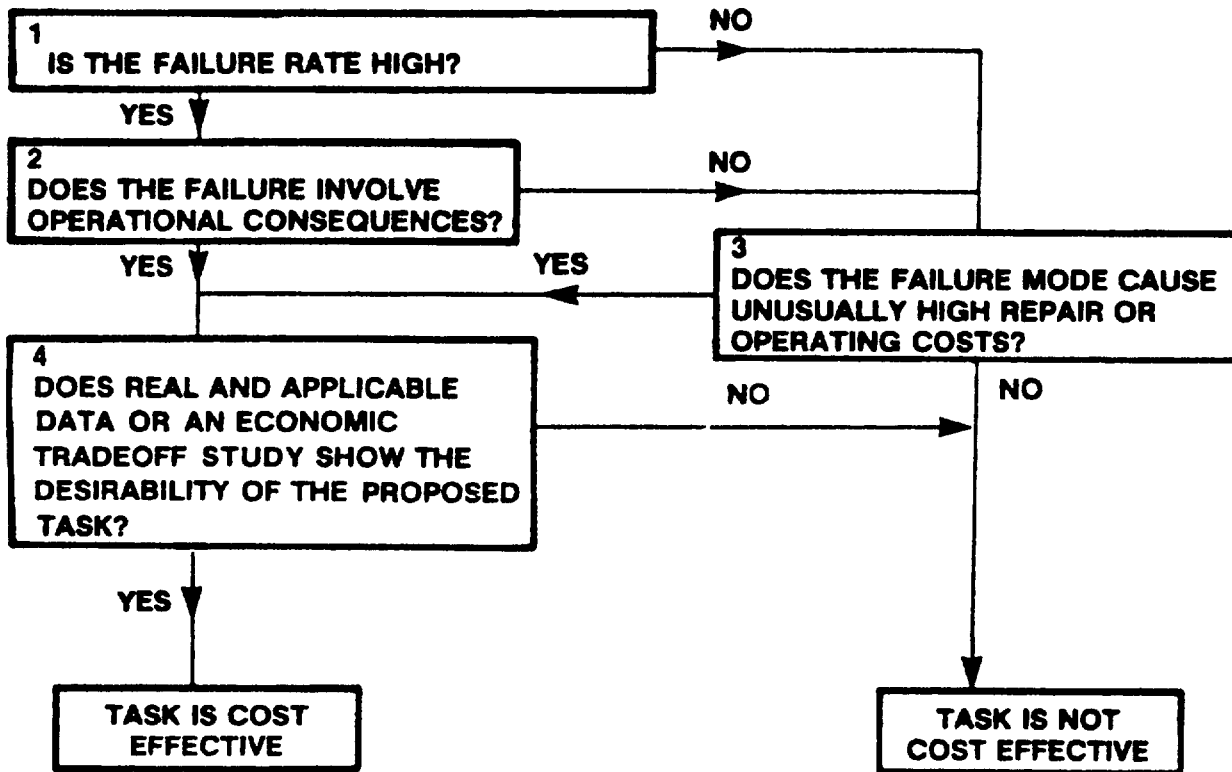 1
IS THE FAILURE RATE HIGH?
NO
YES
2
DOES THE FAILURE INVOLVE
OPERATIONAL CONSEQUENCES?
NO
YES
YES
3
DOES THE FAILURE MODE CAUSE
UNUSUALLY HIGH REPAIR OR
OPERATING COSTS?
4
DOES REAL AND APPLICABLE
DATA OR AN ECONOMIC
TRADEOFF STUDY SHOW THE
DESIRABILITY OF THE PROPOSED
TASK?
NO
NO
YES
TASK IS COST
EFFECTIVE
TASK IS NOT
COST EFFECTIVE